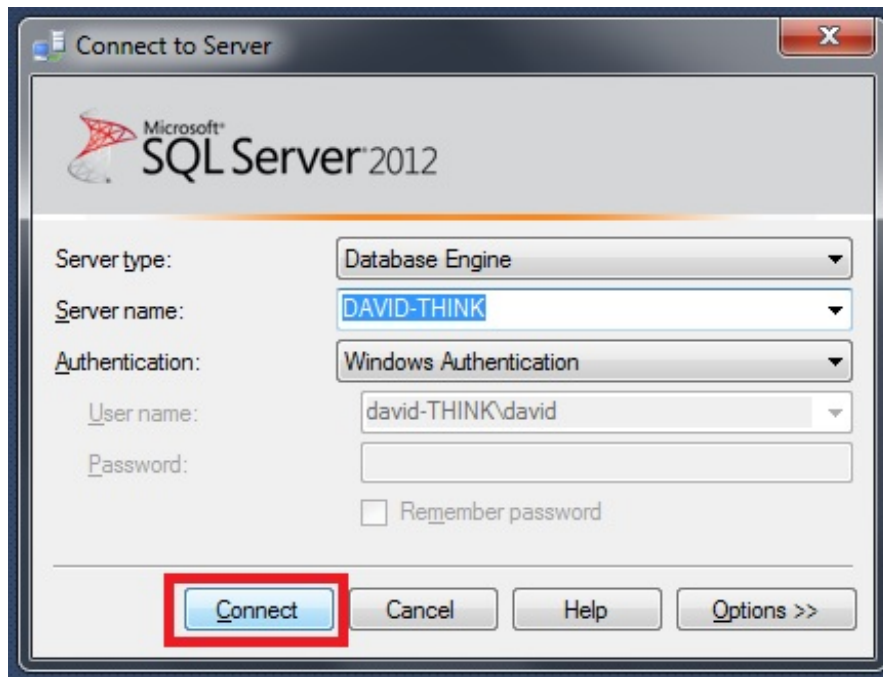 Connect to Server
Microsoft®
SQL Server® 2012
Server type: Database Engine
Server name: DAVID-THINK
Authentication: Windows Authentication
User name: david-THINK\david
Password:
Remember password
Connect Cancel Help Options >>